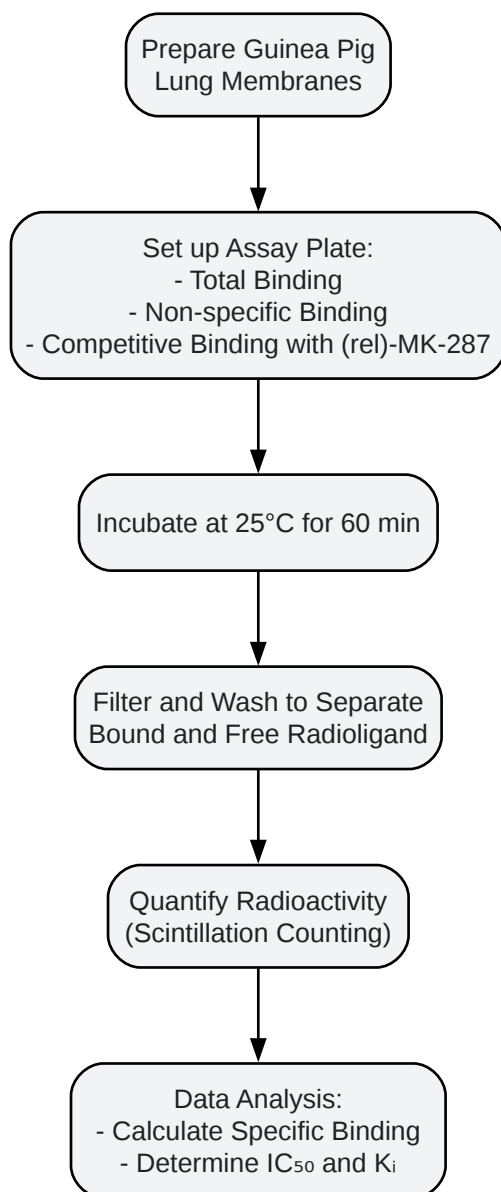 Prepare Guinea Pig
Lung Membranes
Set up Assay Plate:
- Total Binding
- Non-specific Binding
- Competitive Binding with (rel)-MK-287
Incubate at 25°C for 60 min
Filter and Wash to Separate
Bound and Free Radioligand
Quantify Radioactivity
(Scintillation Counting)
Data Analysis:
- Calculate Specific Binding
- Determine IC₅₀ and Kᵢ